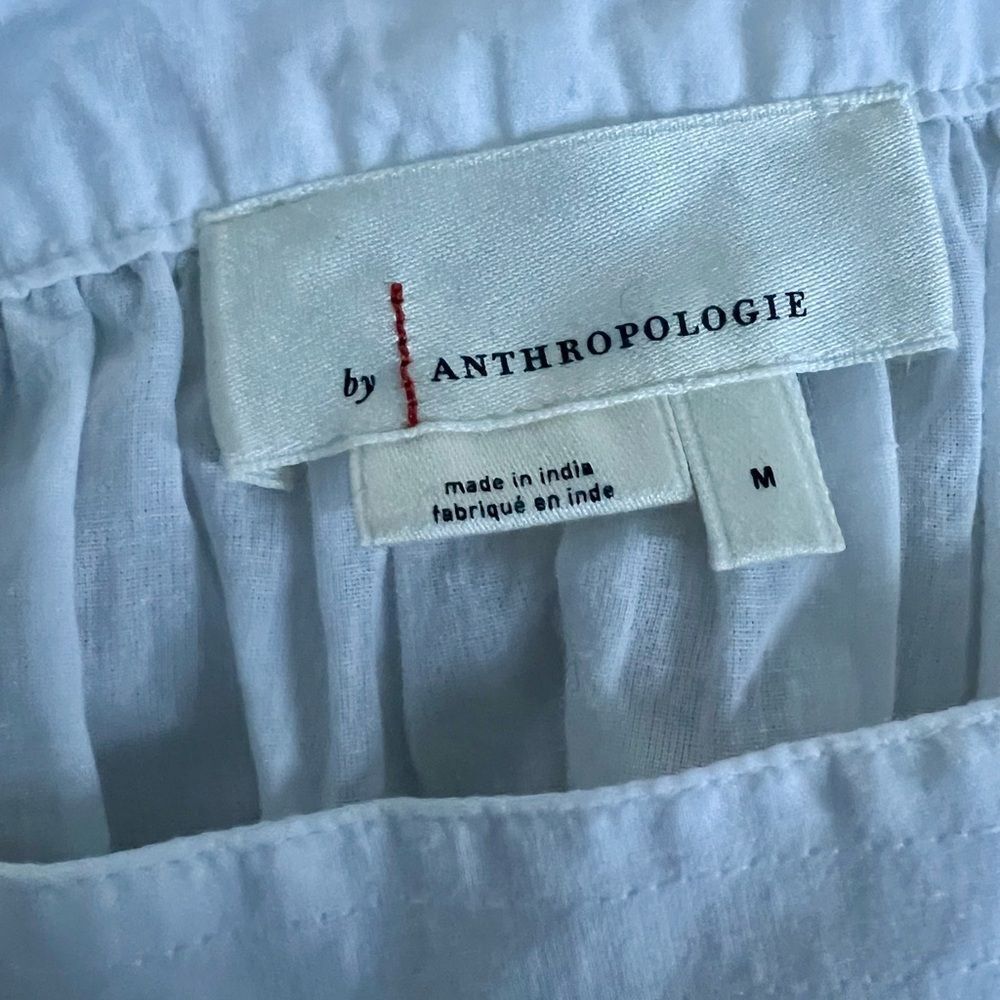 by ANTHROPOLOGIE
made in india
fabriqué en inde
M